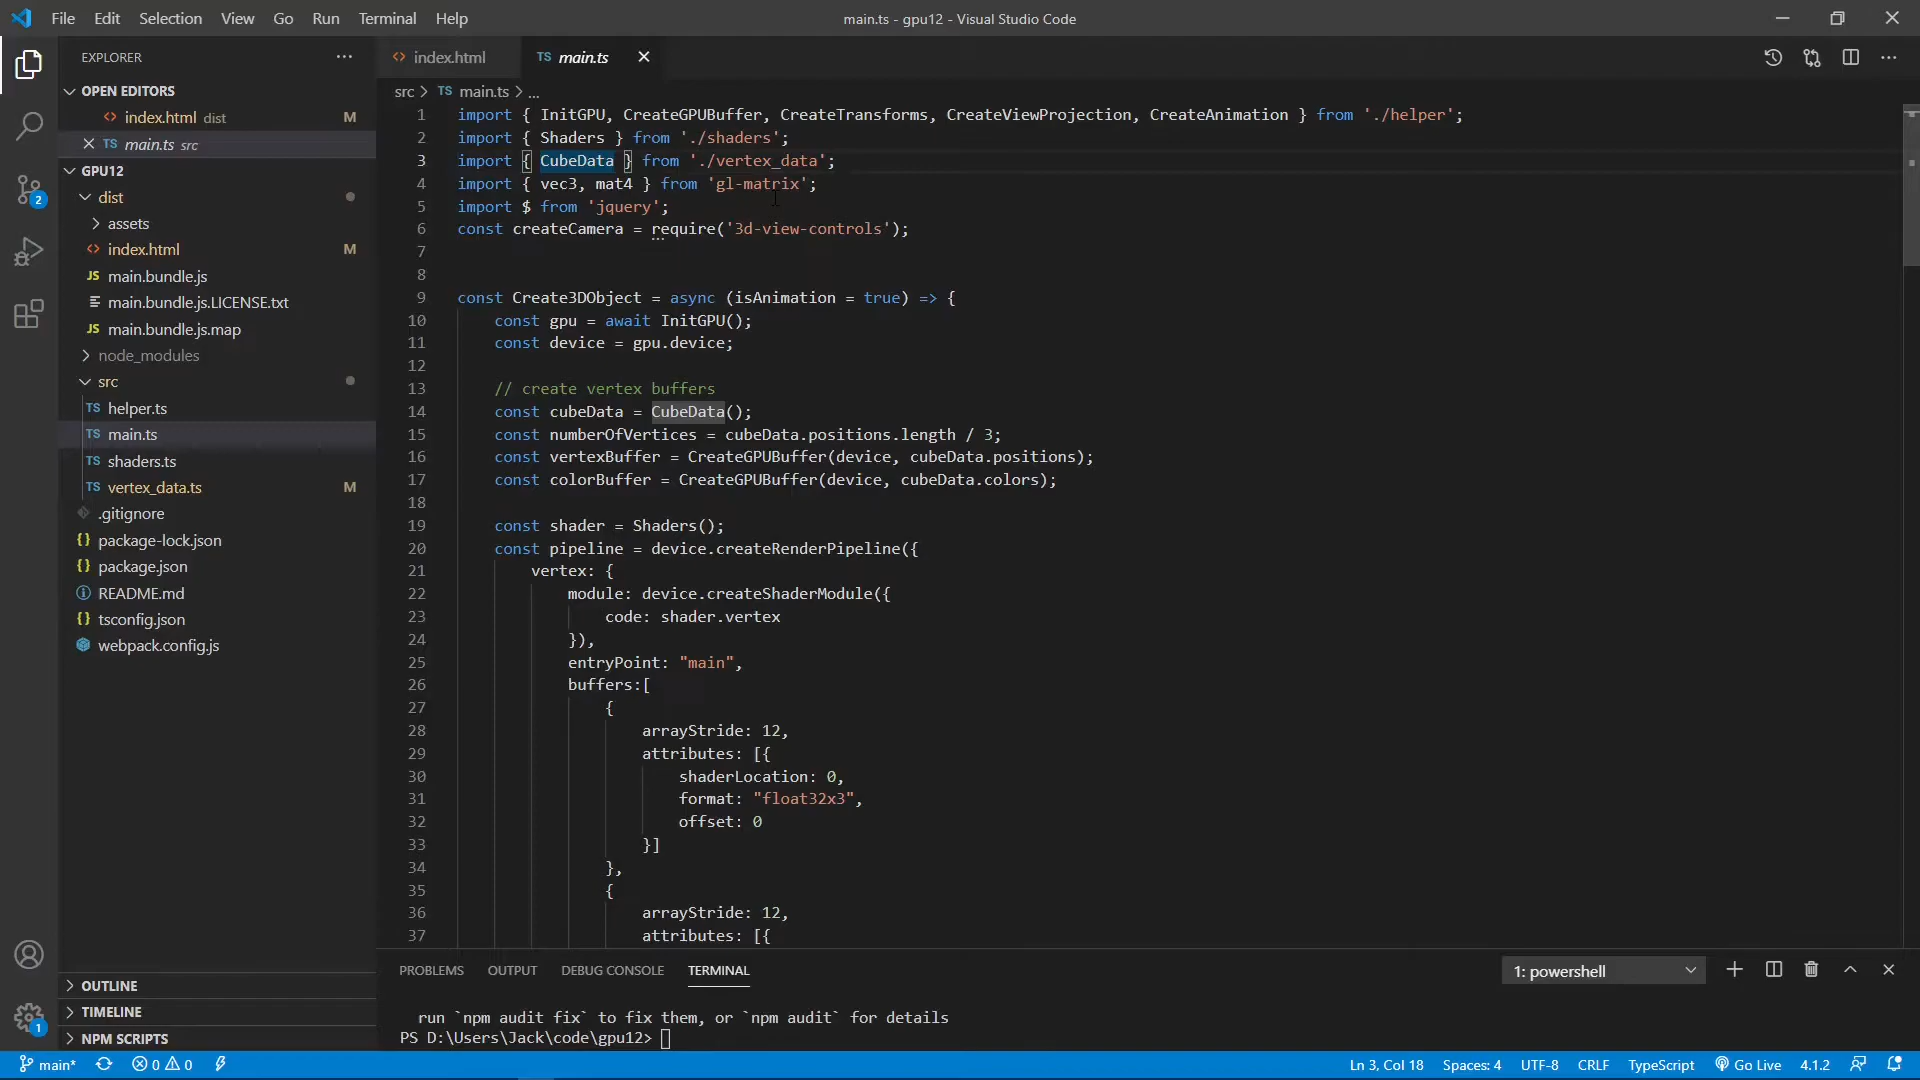 File Edit Selection View Go Run Terminal Help
main.ts - gpu12 - Visual Studio Code
EXPLORER
OPEN EDITORS
index.html dist M
TS main.ts src
GPU12
dist
assets
index.html M
JS main.bundle.js
main.bundle.js.LICENSE.txt
JS main.bundle.js.map
node_modules
src
TS helper.ts
TS main.ts
TS shaders.ts
TS vertex_data.ts M
.gitignore
{} package-lock.json
{} package.json
README.md
{} tsconfig.json
webpack.config.js
OUTLINE
TIMELINE
NPM SCRIPTS
2
1
index.html
TS main.ts
src > TS main.ts > ...
1 import { InitGPU, CreateGPUBuffer, CreateTransforms, CreateViewProjection, CreateAnimation } from './helper';
2 import { Shaders } from './shaders';
3 import { CubeData } from './vertex_data';
4 import { vec3, mat4 } from 'gl-matrix';
5 import $ from 'jquery';
6 const createCamera = require('3d-view-controls');
7
8
9 const Create3DObject = async (isAnimation = true) => {
10 const gpu = await InitGPU();
11 const device = gpu.device;
12
13 // create vertex buffers
14 const cubeData = CubeData();
15 const numberOfVertices = cubeData.positions.length / 3;
16 const vertexBuffer = CreateGPUBuffer(device, cubeData.positions);
17 const colorBuffer = CreateGPUBuffer(device, cubeData.colors);
18
19 const shader = Shaders();
20 const pipeline = device.createRenderPipeline({
21 vertex: {
22 module: device.createShaderModule({
23 code: shader.vertex
24 }),
25 entryPoint: "main",
26 buffers:[
27 {
28 arrayStride: 12,
29 attributes: [{
30 shaderLocation: 0,
31 format: "float32x3",
32 offset: 0
33 }]
34 },
35 {
36 arrayStride: 12,
37 attributes: [{
PROBLEMS OUTPUT DEBUG CONSOLE TERMINAL
1: powershell
run `npm audit fix` to fix them, or `npm audit` for details
PS D:\Users\Jack\code\gpu12>
main* 0 0
Ln 3, Col 18 Spaces: 4 UTF-8 CRLF TypeScript Go Live 4.1.2